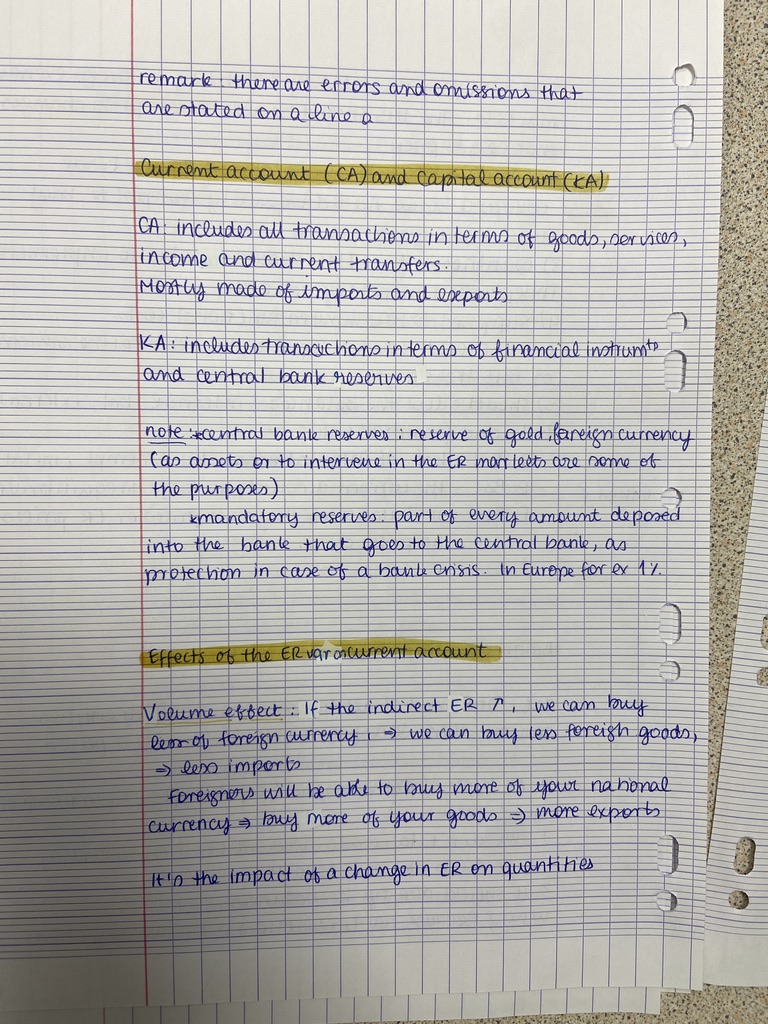 remark : there are errors and omissions that
are stated on a line a
Current account (CA) and Capital account (KA)
CA: includes all transactions in terms of goods, services,
income and current transfers.
Mostly made of imports and exports
KA: includes transactions in terms of financial instrumts
and central bank reserves
note : *central bank reserves : reserve of gold, foreign currency
(as assets or to intervene in the ER markets are some of
the purposes)
*mandatory reserves : part of every amount deposed
into the bank that goes to the central bank, as
protection in case of a bank crisis. In Europe for ex 1%
Effects of the ER var on current account
Volume effect : If the indirect ER ↗, we can buy
less of foreign currency, ⇒ we can buy less foreigh goods,
⇒ less imports
foreigners will be able to buy more of your national
currency ⇒ buy more of your goods ⇒ more exports
It's the impact of a change in ER on quantities